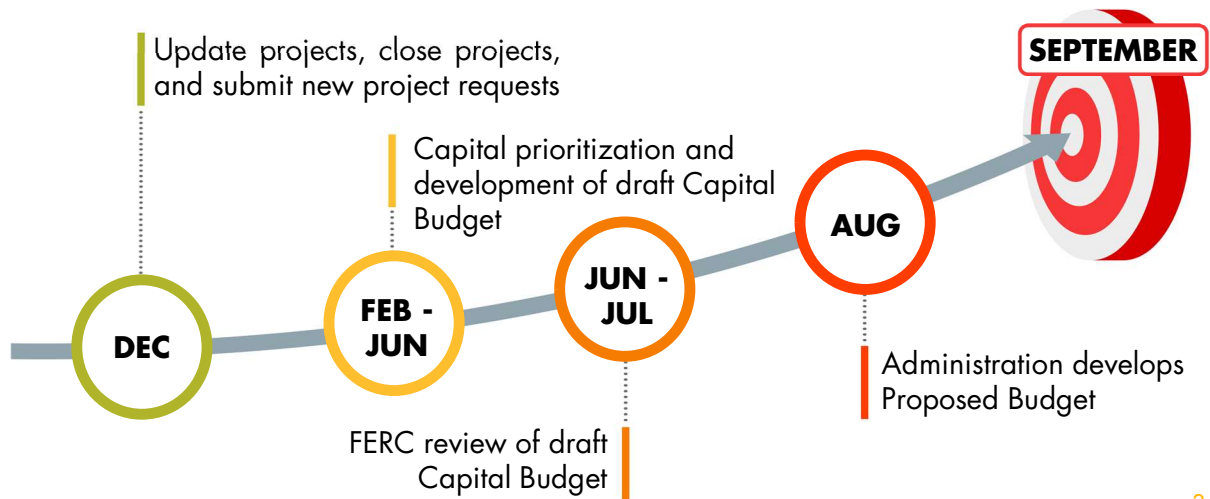 SEPTEMBER
Update projects, close projects,
and submit new project requests
Capital prioritization and
development of draft Capital
Budget
AUG
JUN -
JUL
FEB -
JUN
DEC
Administration develops
Proposed Budget
FERC review of draft
Capital Budget